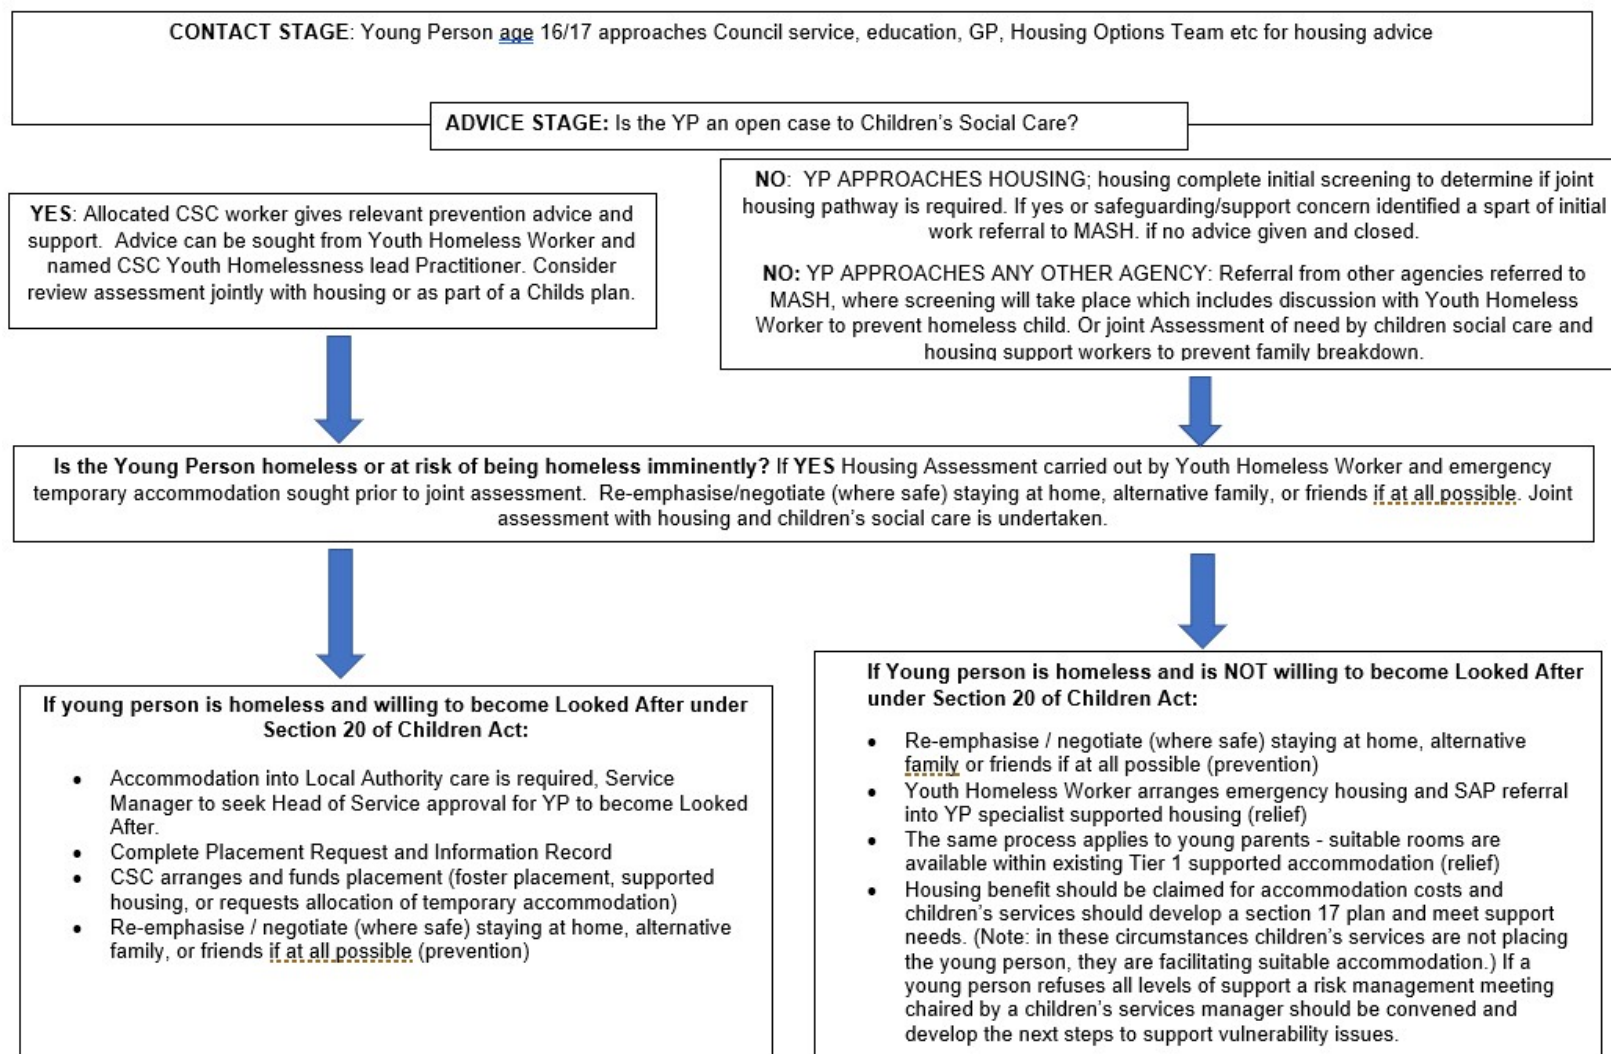 CONTACT STAGE: Young Person age 16/17 approaches Council service, education, GP, Housing Options Team etc for housing advice
ADVICE STAGE: Is the YP an open case to Children's Social Care?
YES: Allocated CSC worker gives relevant prevention advice and
support.  Advice can be sought from Youth Homeless Worker and
named CSC Youth Homelessness lead Practitioner. Consider
review assessment jointly with housing or as part of a Childs plan.
NO:  YP APPROACHES HOUSING; housing complete initial screening to determine if joint
housing pathway is required. If yes or safeguarding/support concern identified a spart of initial
work referral to MASH. if no advice given and closed.
NO: YP APPROACHES ANY OTHER AGENCY: Referral from other agencies referred to
MASH, where screening will take place which includes discussion with Youth Homeless
Worker to prevent homeless child. Or joint Assessment of need by children social care and
housing support workers to prevent family breakdown.
Is the Young Person homeless or at risk of being homeless imminently? If YES Housing Assessment carried out by Youth Homeless Worker and emergency
temporary accommodation sought prior to joint assessment.  Re-emphasise/negotiate (where safe) staying at home, alternative family, or friends if at all possible. Joint
assessment with housing and children's social care is undertaken.
If young person is homeless and willing to become Looked After under
Section 20 of Children Act:
• Accommodation into Local Authority care is required, Service
Manager to seek Head of Service approval for YP to become Looked
After.
• Complete Placement Request and Information Record
• CSC arranges and funds placement (foster placement, supported
housing, or requests allocation of temporary accommodation)
• Re-emphasise / negotiate (where safe) staying at home, alternative
family, or friends if at all possible (prevention)
If Young person is homeless and is NOT willing to become Looked After
under Section 20 of Children Act:
• Re-emphasise / negotiate (where safe) staying at home, alternative
family or friends if at all possible (prevention)
• Youth Homeless Worker arranges emergency housing and SAP referral
into YP specialist supported housing (relief)
• The same process applies to young parents - suitable rooms are
available within existing Tier 1 supported accommodation (relief)
• Housing benefit should be claimed for accommodation costs and
children's services should develop a section 17 plan and meet support
needs. (Note: in these circumstances children's services are not placing
the young person, they are facilitating suitable accommodation.) If a
young person refuses all levels of support a risk management meeting
chaired by a children's services manager should be convened and
develop the next steps to support vulnerability issues.